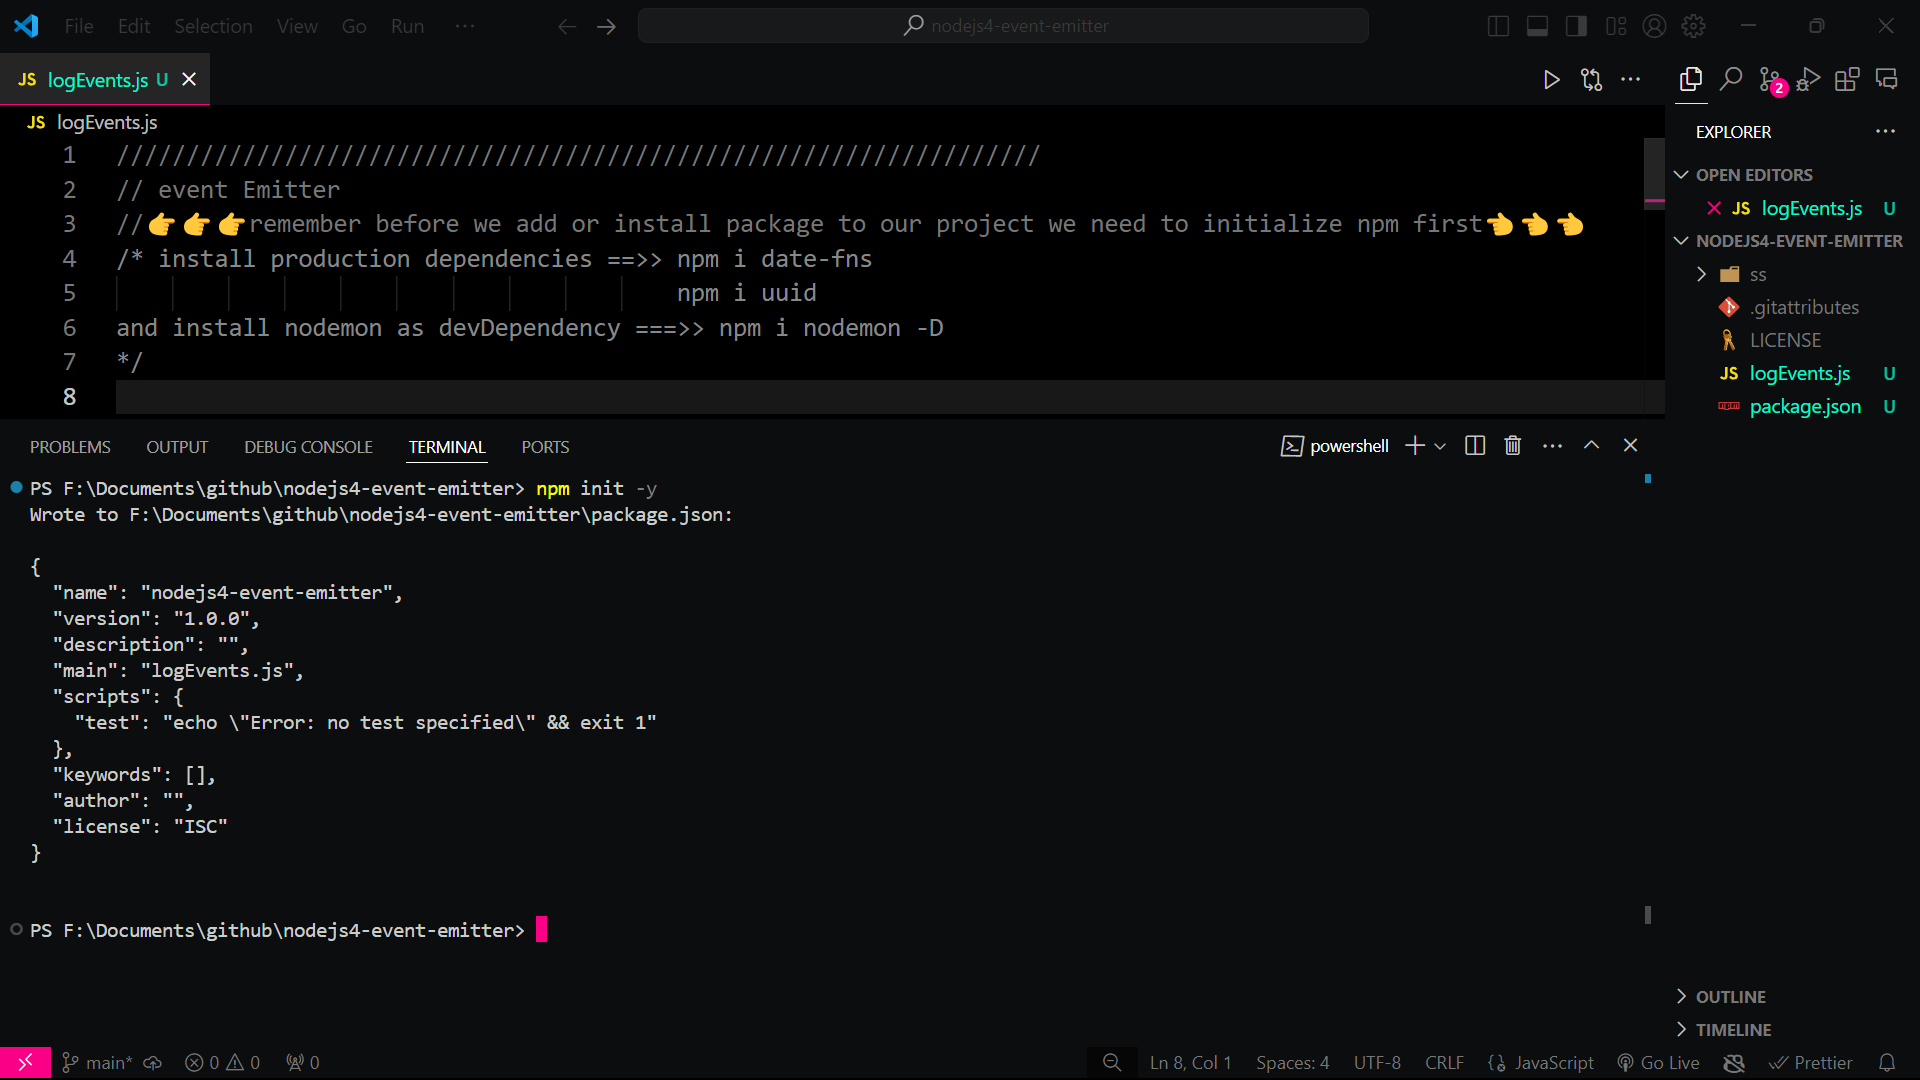 File Edit Selection View Go Run ··· nodejs4-event-emitter
JS logEvents.js U
2
JS logEvents.js
1 //////////////////////////////////////////////////////////////////
2 // event Emitter
3 //👉👉👉remember before we add or install package to our project we need to initialize npm first👈👈👈
4 /* install production dependencies ==>> npm i date-fns
5 npm i uuid
6 and install nodemon as devDependency ===>> npm i nodemon -D
7 */
8
EXPLORER
OPEN EDITORS
JS logEvents.js U
NODEJS4-EVENT-EMITTER
ss
.gitattributes
LICENSE
JS logEvents.js U
package.json U
OUTLINE
TIMELINE
PROBLEMS OUTPUT DEBUG CONSOLE TERMINAL PORTS powershell
PS F:\Documents\github\nodejs4-event-emitter> npm init -y
Wrote to F:\Documents\github\nodejs4-event-emitter\package.json:
{
"name": "nodejs4-event-emitter",
"version": "1.0.0",
"description": "",
"main": "logEvents.js",
"scripts": {
"test": "echo \"Error: no test specified\" && exit 1"
},
"keywords": [],
"author": "",
"license": "ISC"
}
PS F:\Documents\github\nodejs4-event-emitter>
main* 0 0 0 Ln 8, Col 1 Spaces: 4 UTF-8 CRLF JavaScript Go Live Prettier